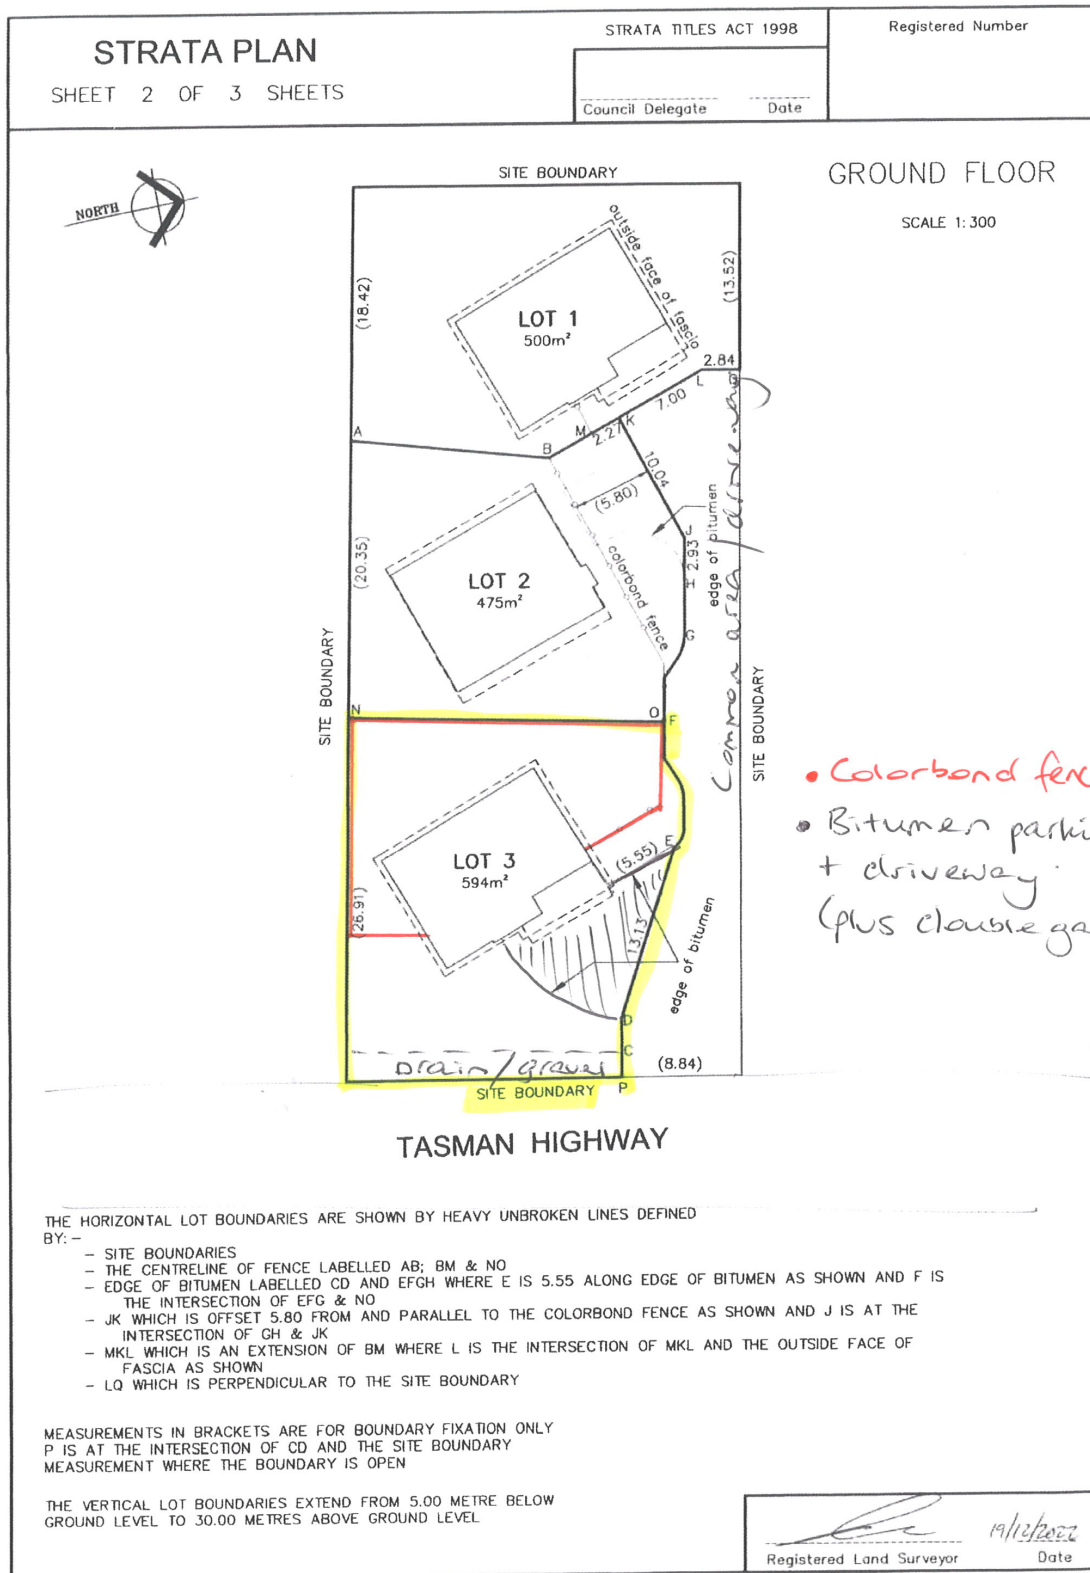 STRATA PLAN
SHEET 2 OF 3 SHEETS
STRATA TITLES ACT 1998
Council Delegate Date
Registered Number
NORTH
SITE BOUNDARY
GROUND FLOOR
SCALE 1:300
outside face of fascia
(18.42)
(13.52)
LOT 1
500m²
2.84
L
Q
7.00
K
M
2.27
A
B
10.04
(5.80)
edge of bitumen
J
2.93
H
colorbond fence
(20.35)
LOT 2
475m²
G
Common area / driveway
SITE BOUNDARY
SITE BOUNDARY
N
O
F
• Colorbond fenc
• Bitumen parki
+ driveway
(plus double ga
E
(5.55)
LOT 3
594m²
(26.91)
13.13
edge of bitumen
D
C
(8.84)
Drain / gravel
SITE BOUNDARY
P
TASMAN HIGHWAY
THE HORIZONTAL LOT BOUNDARIES ARE SHOWN BY HEAVY UNBROKEN LINES DEFINED
BY:-
- SITE BOUNDARIES
- THE CENTRELINE OF FENCE LABELLED AB; BM & NO
- EDGE OF BITUMEN LABELLED CD AND EFGH WHERE E IS 5.55 ALONG EDGE OF BITUMEN AS SHOWN AND F IS
THE INTERSECTION OF EFG & NO
- JK WHICH IS OFFSET 5.80 FROM AND PARALLEL TO THE COLORBOND FENCE AS SHOWN AND J IS AT THE
INTERSECTION OF GH & JK
- MKL WHICH IS AN EXTENSION OF BM WHERE L IS THE INTERSECTION OF MKL AND THE OUTSIDE FACE OF
FASCIA AS SHOWN
- LQ WHICH IS PERPENDICULAR TO THE SITE BOUNDARY
MEASUREMENTS IN BRACKETS ARE FOR BOUNDARY FIXATION ONLY
P IS AT THE INTERSECTION OF CD AND THE SITE BOUNDARY
MEASUREMENT WHERE THE BOUNDARY IS OPEN
THE VERTICAL LOT BOUNDARIES EXTEND FROM 5.00 METRE BELOW
GROUND LEVEL TO 30.00 METRES ABOVE GROUND LEVEL
19/12/2022
Registered Land Surveyor Date